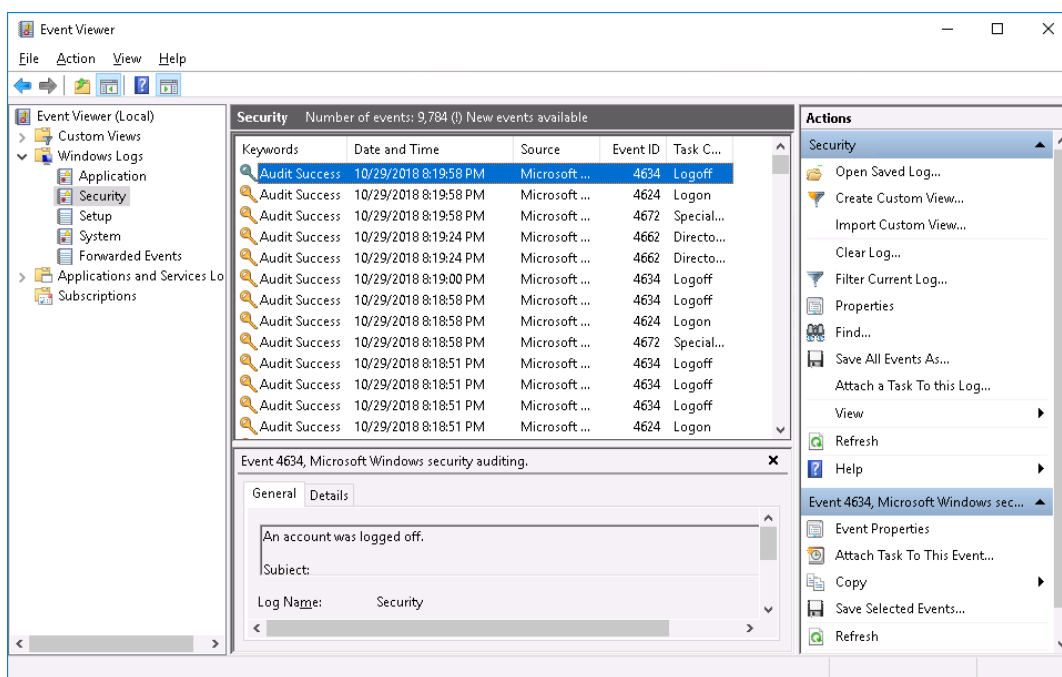 Event Viewer
File Action View Help
Event Viewer (Local)
Custom Views
Windows Logs
Application
Security
Setup
System
Forwarded Events
Applications and Services Lo
Subscriptions
Security Number of events: 9,784 (!) New events available
Keywords Date and Time Source Event ID Task C...
Audit Success 10/29/2018 8:19:58 PM Microsoft ... 4634 Logoff
Audit Success 10/29/2018 8:19:58 PM Microsoft ... 4624 Logon
Audit Success 10/29/2018 8:19:58 PM Microsoft ... 4672 Special...
Audit Success 10/29/2018 8:19:24 PM Microsoft ... 4662 Directo...
Audit Success 10/29/2018 8:19:24 PM Microsoft ... 4662 Directo...
Audit Success 10/29/2018 8:19:00 PM Microsoft ... 4634 Logoff
Audit Success 10/29/2018 8:18:58 PM Microsoft ... 4634 Logoff
Audit Success 10/29/2018 8:18:58 PM Microsoft ... 4624 Logon
Audit Success 10/29/2018 8:18:58 PM Microsoft ... 4672 Special...
Audit Success 10/29/2018 8:18:51 PM Microsoft ... 4634 Logoff
Audit Success 10/29/2018 8:18:51 PM Microsoft ... 4634 Logoff
Audit Success 10/29/2018 8:18:51 PM Microsoft ... 4634 Logoff
Audit Success 10/29/2018 8:18:51 PM Microsoft ... 4624 Logon
Event 4634, Microsoft Windows security auditing.
General Details
An account was logged off.
Subject:
Log Name: Security
Actions
Security
Open Saved Log...
Create Custom View...
Import Custom View...
Clear Log...
Filter Current Log...
Properties
Find...
Save All Events As...
Attach a Task To this Log...
View
Refresh
Help
Event 4634, Microsoft Windows sec...
Event Properties
Attach Task To This Event...
Copy
Save Selected Events...
Refresh